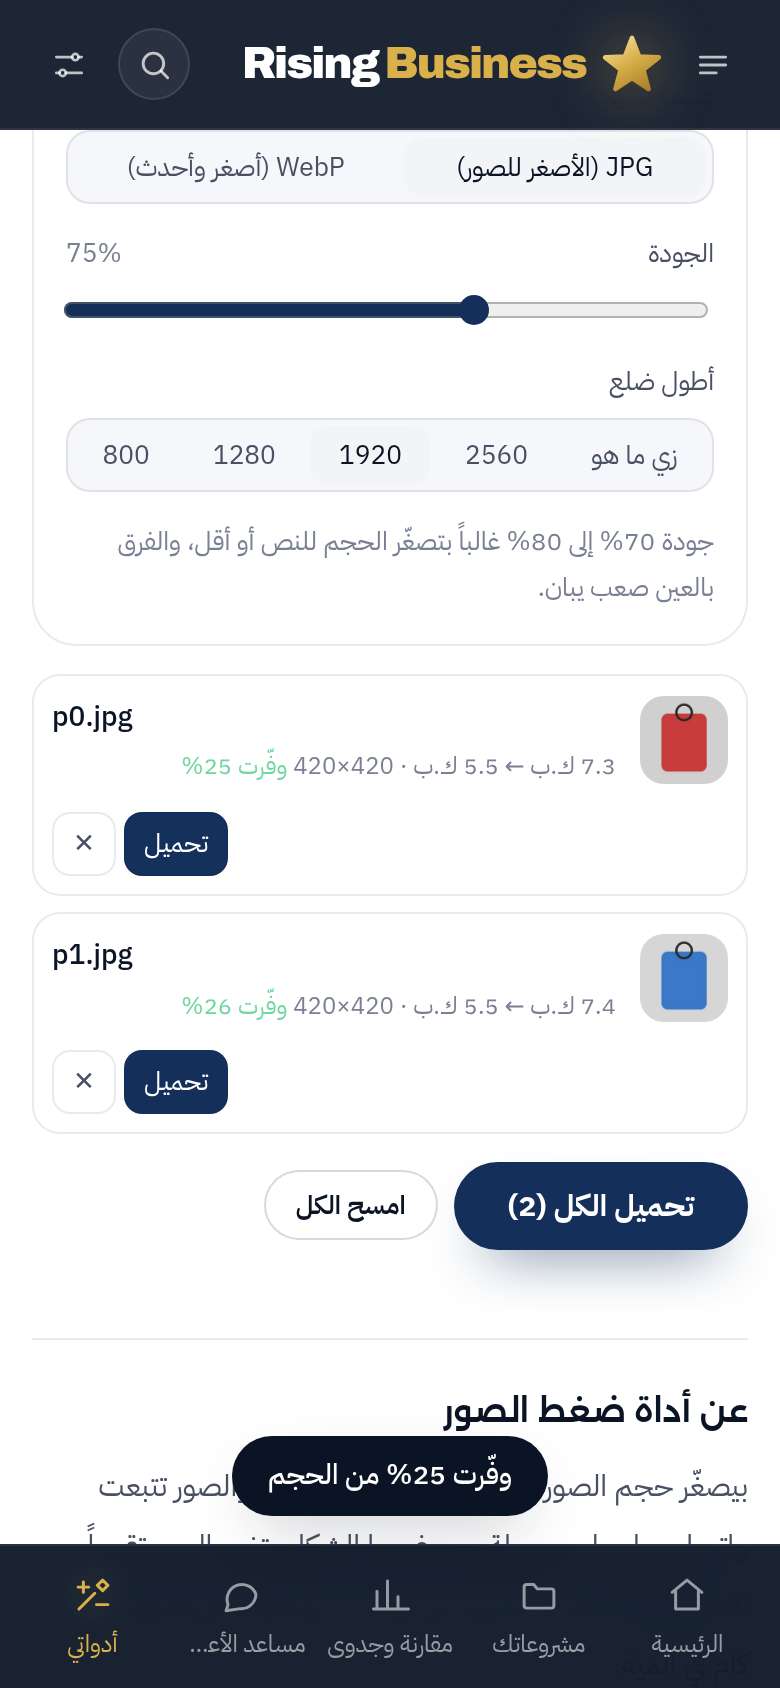 Rising Business
JPG (الأصغر للصور)
WebP (أصغر وأحدث)
الجودة
75%
أطول ضلع
زي ما هو
2560
1920
1280
800
جودة 70% إلى 80% غالباً بتصغّر الحجم للنص أو أقل، والفرق
بالعين صعب يبان.
p0.jpg
7.3 ك.ب ← 5.5 ك.ب · 420×420 وفّرت 25%
تحميل
✕
p1.jpg
7.4 ك.ب ← 5.5 ك.ب · 420×420 وفّرت 26%
تحميل
✕
تحميل الكل (2)
امسح الكل
عن أداة ضغط الصور
بيصغّر حجم الصور
الصور تتبعت
وفّرت 25% من الحجم
الرئيسية
مشروعاتك
مقارنة وجدوى
مساعد الأعـ...
أدواتي